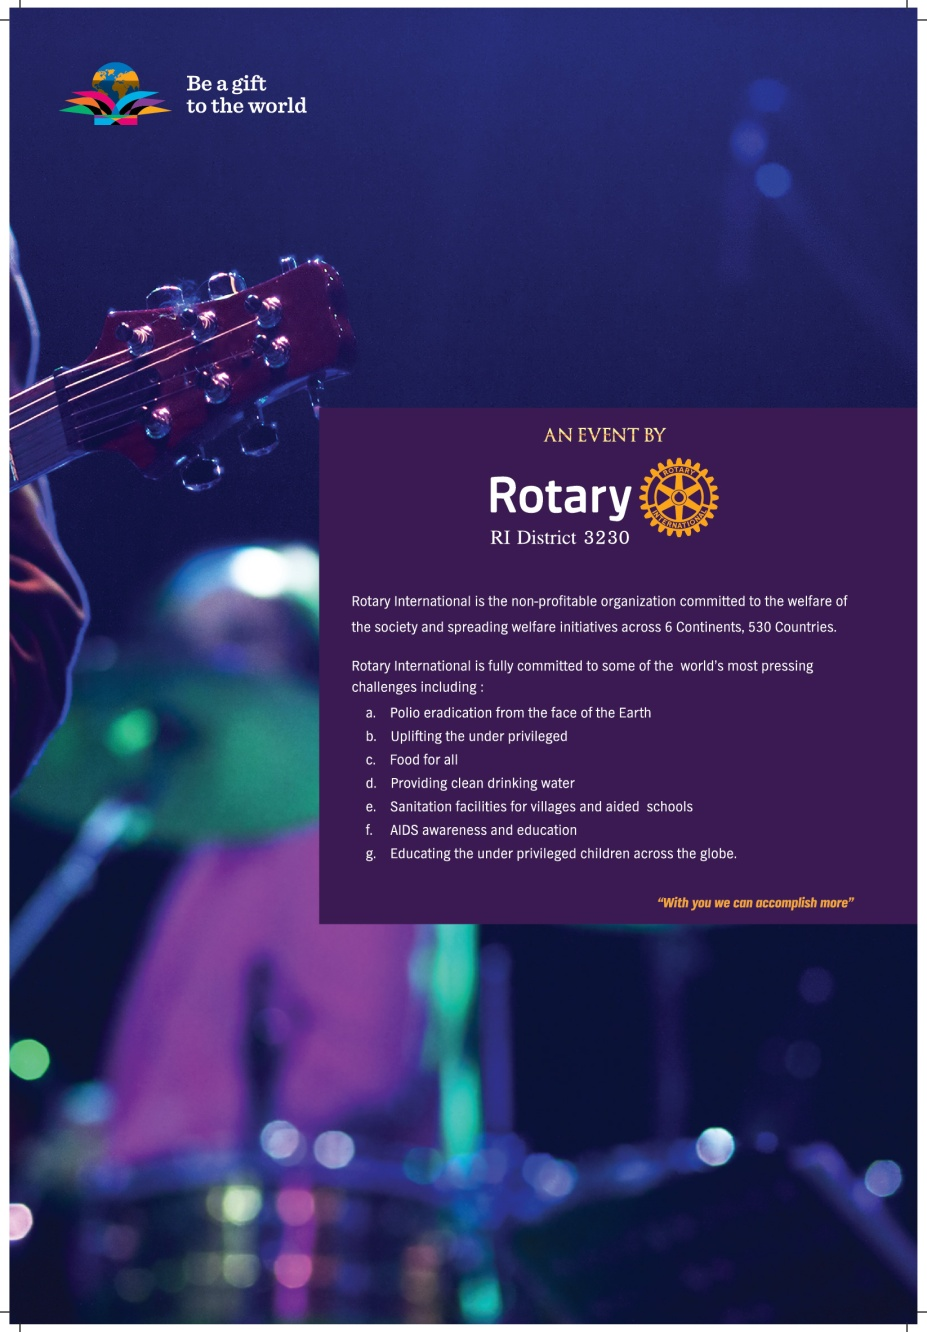 Be a gift
to the world
AN EVENT BY
Rotary
ROTARY
INTERNATIONAL
RI District 3230
Rotary International is the non-profitable organization committed to the welfare of
the society and spreading welfare initiatives across 6 Continents, 530 Countries.
Rotary International is fully committed to some of the world's most pressing
challenges including :
a. Polio eradication from the face of the Earth
b. Uplifting the under privileged
c. Food for all
d. Providing clean drinking water
e. Sanitation facilities for villages and aided schools
f. AIDS awareness and education
g. Educating the under privileged children across the globe.
“With you we can accomplish more”